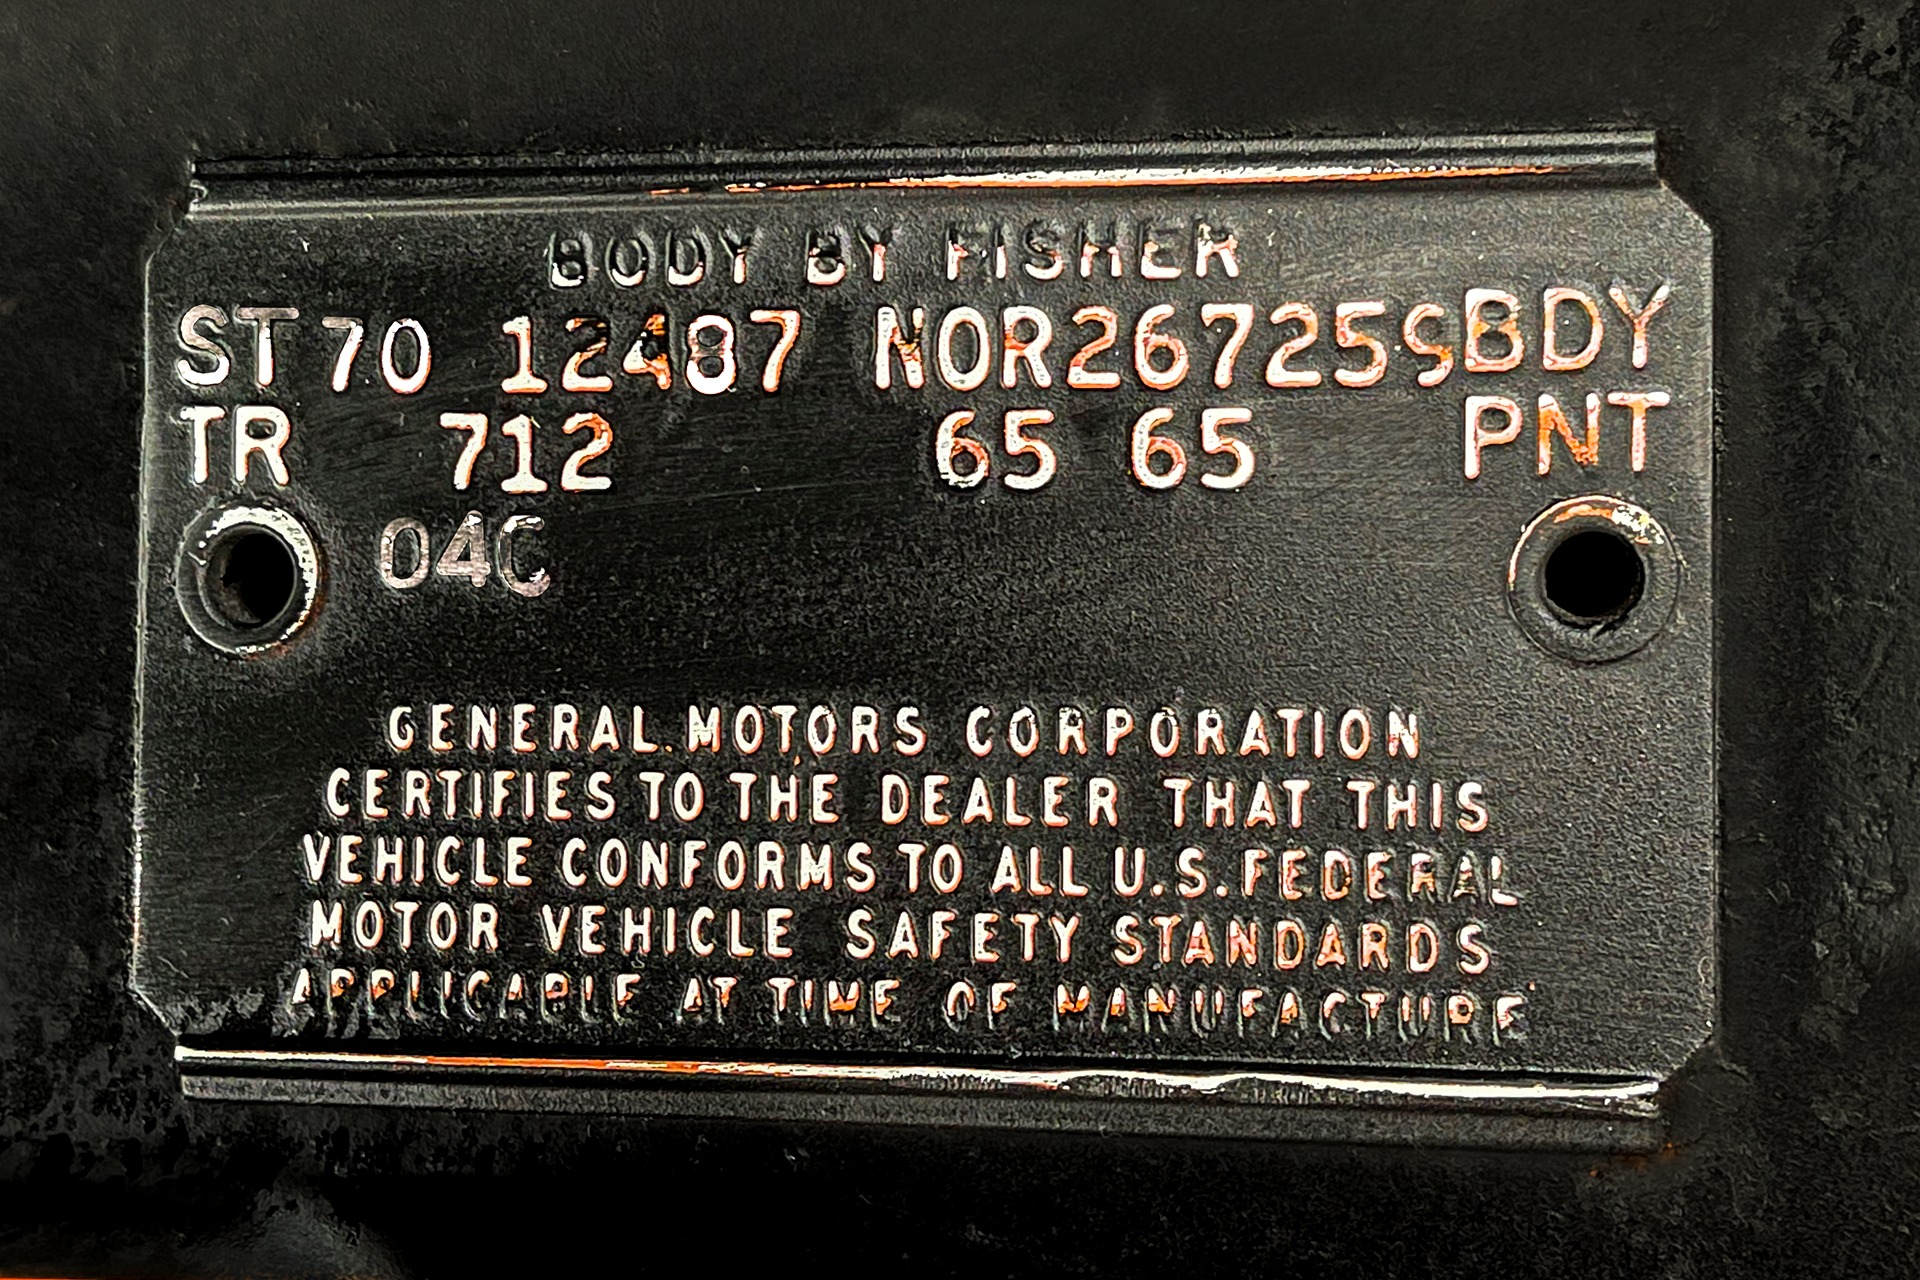 BODY BY FISHER
ST 70 12487 NOR267259 BDY
TR 712 65 65 PNT
04C
GENERAL MOTORS CORPORATION
CERTIFIES TO THE DEALER THAT THIS
VEHICLE CONFORMS TO ALL U.S. FEDERAL
MOTOR VEHICLE SAFETY STANDARDS
APPLICABLE AT TIME OF MANUFACTURE